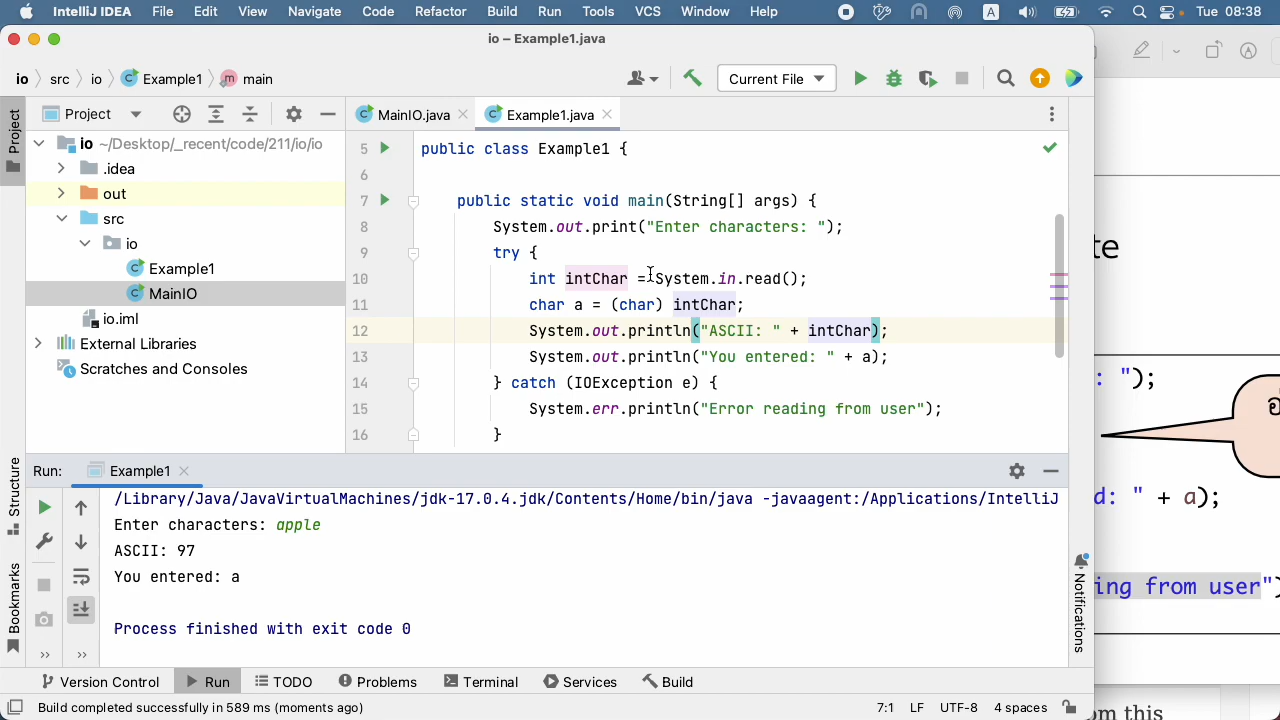 IntelliJ IDEA File Edit View Navigate Code Refactor Build Run Tools VCS Window Help A Tue 08:38
io – Example1.java
io src io Example1 main Current File
Project MainIO.java Example1.java
Project
io ~/Desktop/_recent/code/211/io/io
.idea
out
src
io
Example1
MainIO
io.iml
External Libraries
Scratches and Consoles
5 public class Example1 {
6
7 public static void main(String[] args) {
8 System.out.print("Enter characters: ");
9 try {
10 int intChar = System.in.read();
11 char a = (char) intChar;
12 System.out.println("ASCII: " + intChar);
13 System.out.println("You entered: " + a);
14 } catch (IOException e) {
15 System.err.println("Error reading from user");
16 }
te
: ");
d: " + a);
ing from user"
om this
Run: Example1
/Library/Java/JavaVirtualMachines/jdk-17.0.4.jdk/Contents/Home/bin/java -javaagent:/Applications/IntelliJ
Enter characters: apple
ASCII: 97
You entered: a
Process finished with exit code 0
Structure
Bookmarks
Notifications
Version Control Run TODO Problems Terminal Services Build
Build completed successfully in 589 ms (moments ago) 7:1 LF UTF-8 4 spaces